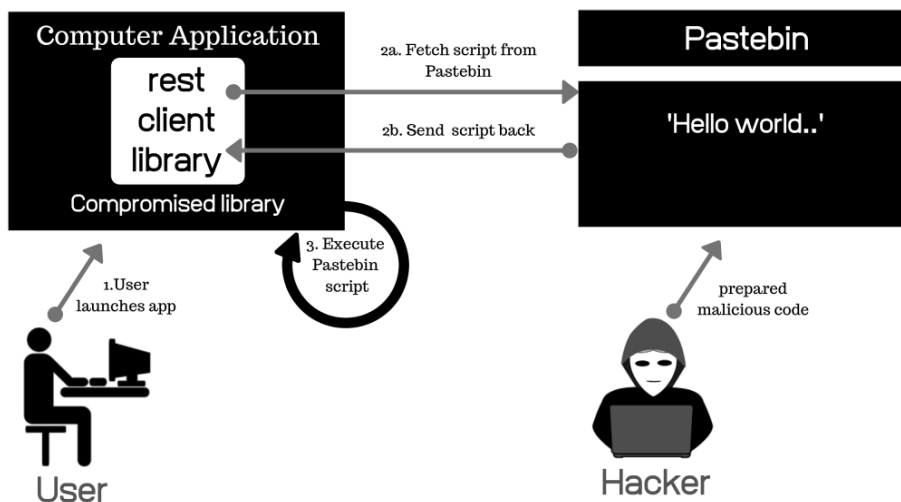 Computer Application
rest
client
library
Compromised library
2a. Fetch script from
Pastebin
2b. Send script back
Pastebin
'Hello world..'
3. Execute
Pastebin
script
1.User
launches app
prepared
malicious code
User
Hacker